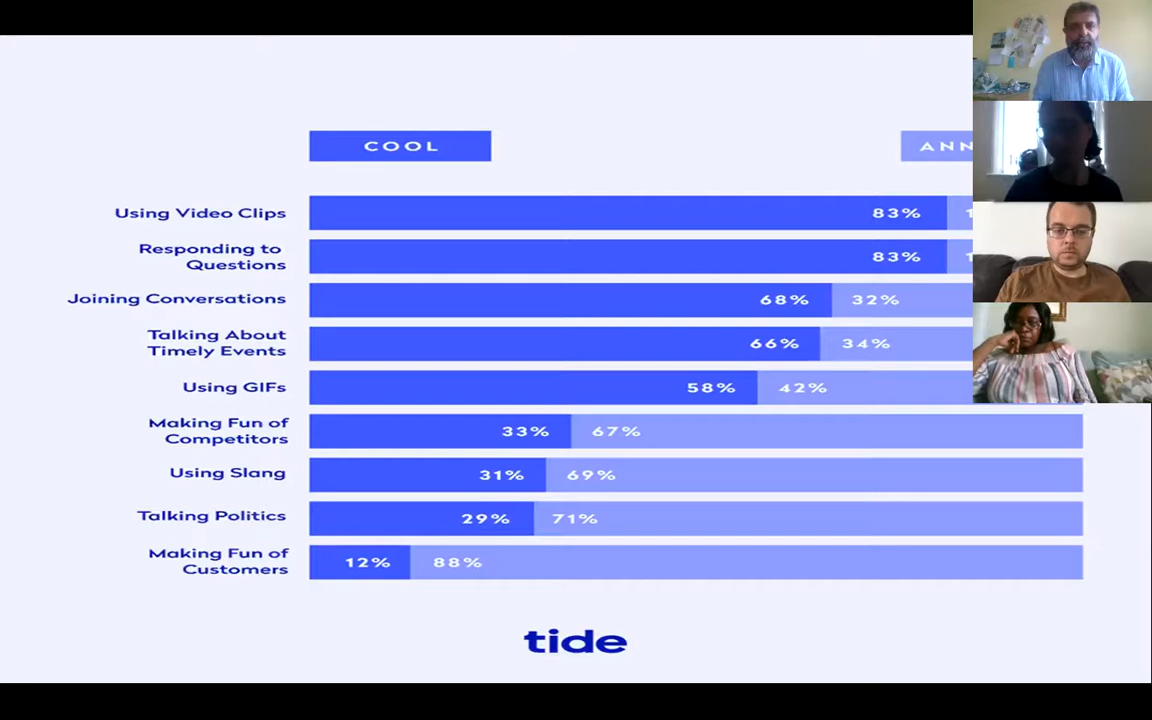 COOL
ANN
Using Video Clips
83%
Responding to
Questions
83%
Joining Conversations
68%
32%
Talking About
Timely Events
66%
34%
Using GIFs
58%
42%
Making Fun of
Competitors
33%
67%
Using Slang
31%
69%
Talking Politics
29%
71%
Making Fun of
Customers
12%
88%
tide